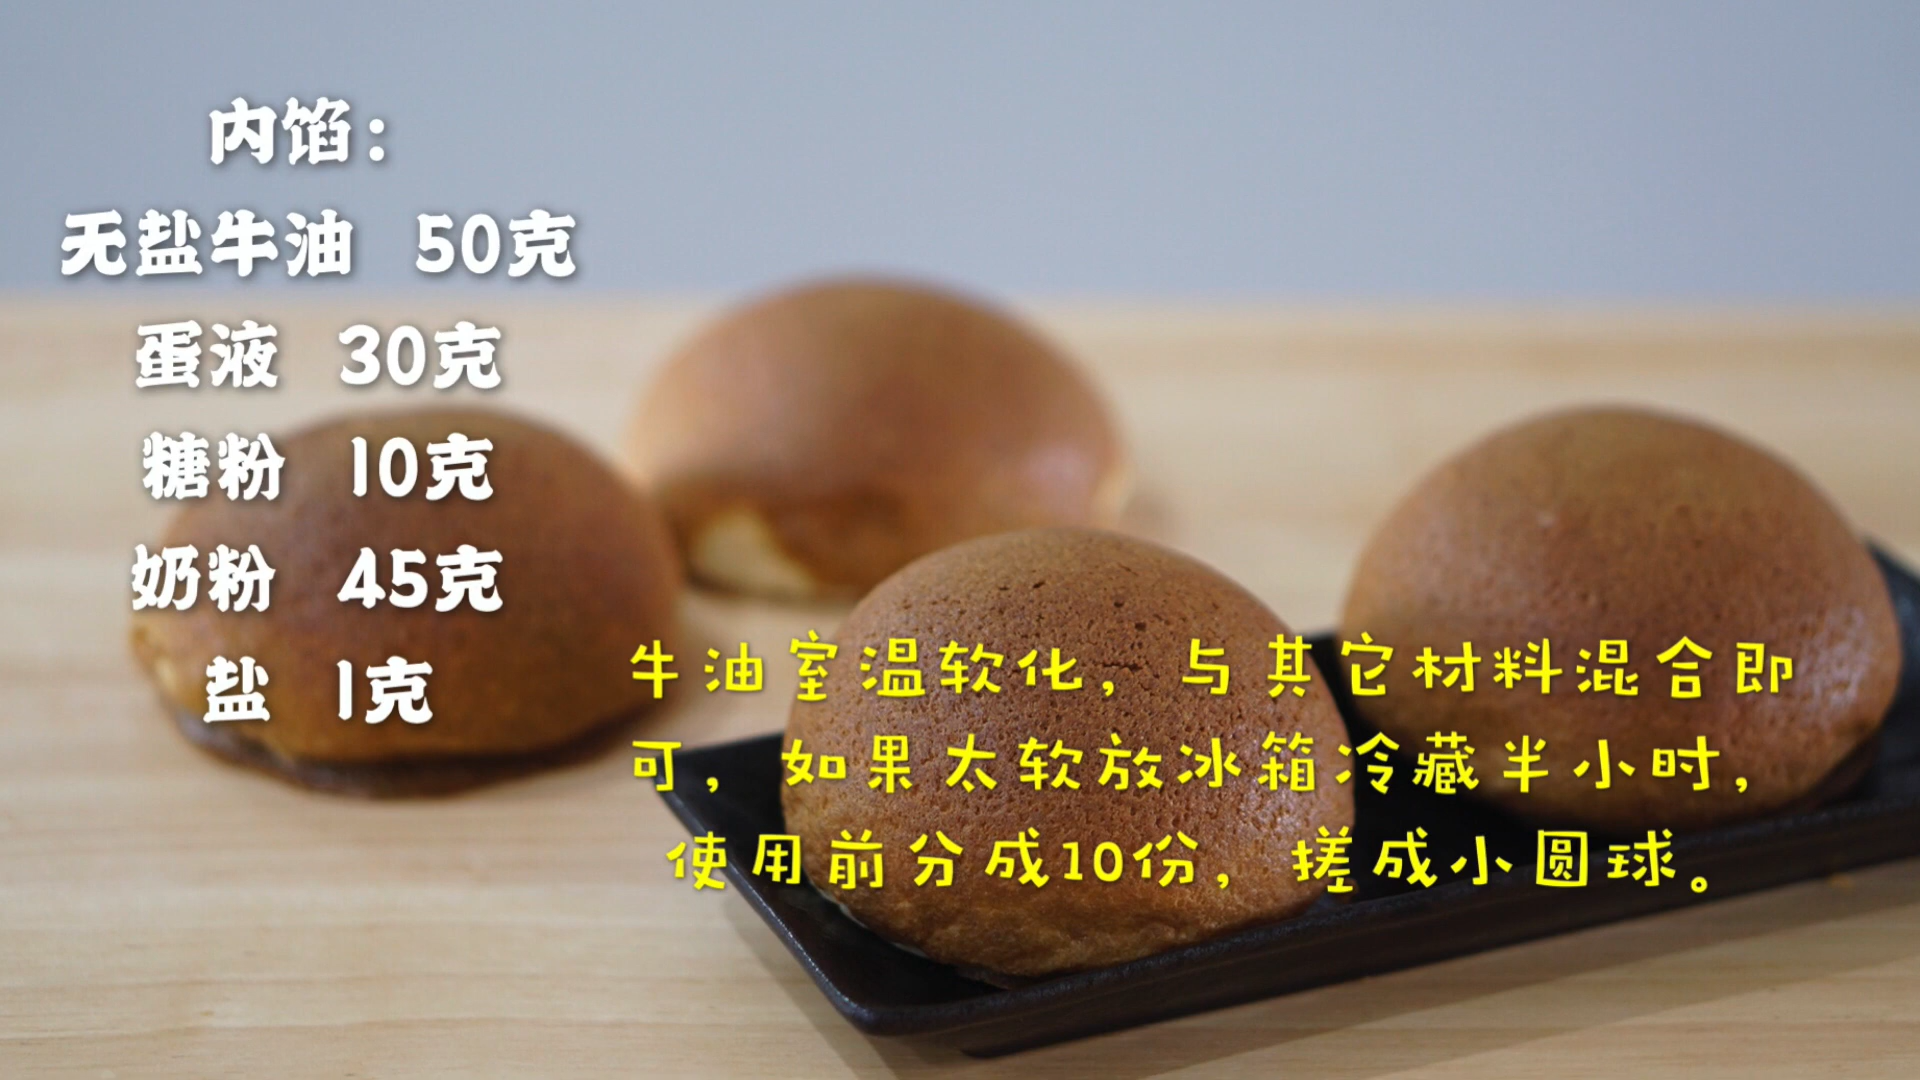 内馅：
无盐牛油 50克
蛋液 30克
糖粉 10克
奶粉 45克
盐 1克
牛油室温软化，与其它材料混合即
可，如果太软放冰箱冷藏半小时，
使用前分成10份，搓成小圆球。